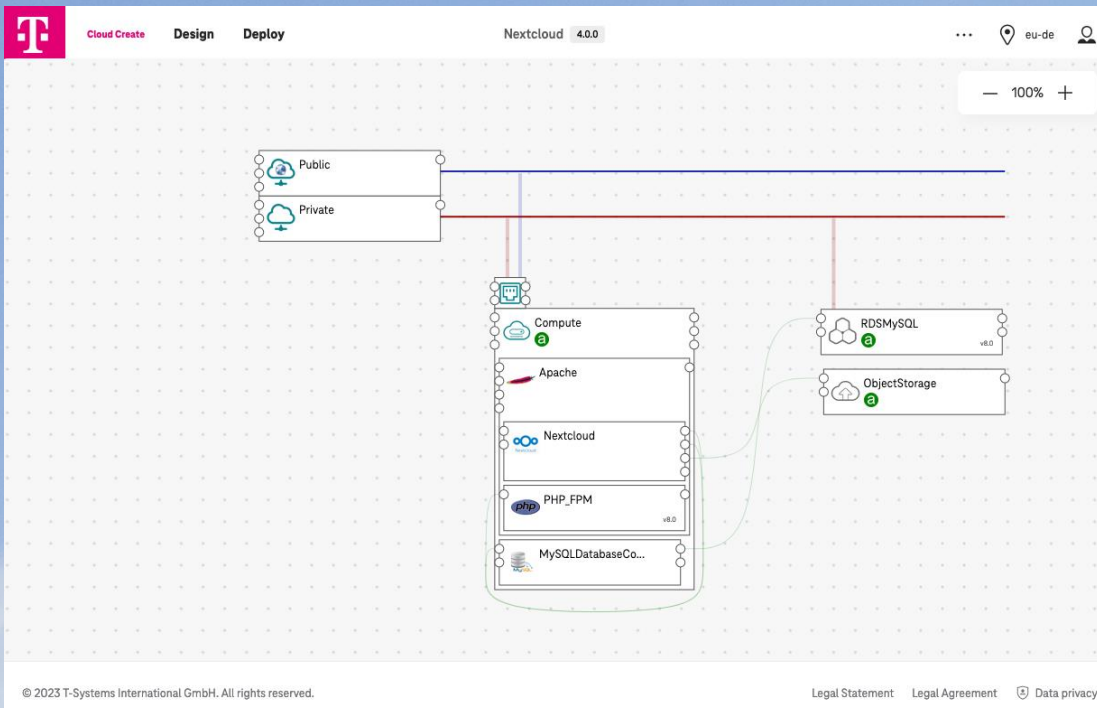 T Cloud Create Design Deploy Nextcloud 4.0.0 ... eu-de
— 100% +
Public
Private
Compute
a
Apache
Nextcloud
Nextcloud
php PHP_FPM
v8.0
MySQLDatabaseCo...
MySQL
RDSMySQL
a
v8.0
ObjectStorage
a
© 2023 T-Systems International GmbH. All rights reserved. Legal Statement Legal Agreement Data privacy